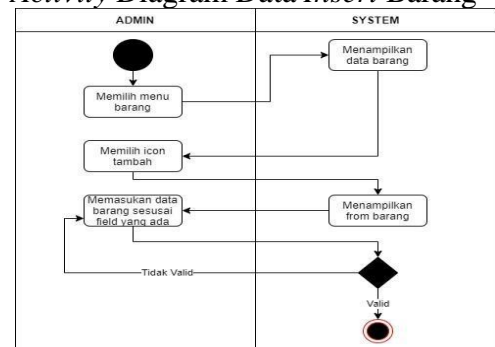 Activity Diagram Data Insert Barang
ADMIN
SYSTEM
Memilih menu
barang
Menampilkan
data barang
Memilih icon
tambah
Memasukan data
barang sesusai
field yang ada
Menampilkan
from barang
Tidak Valid
Valid